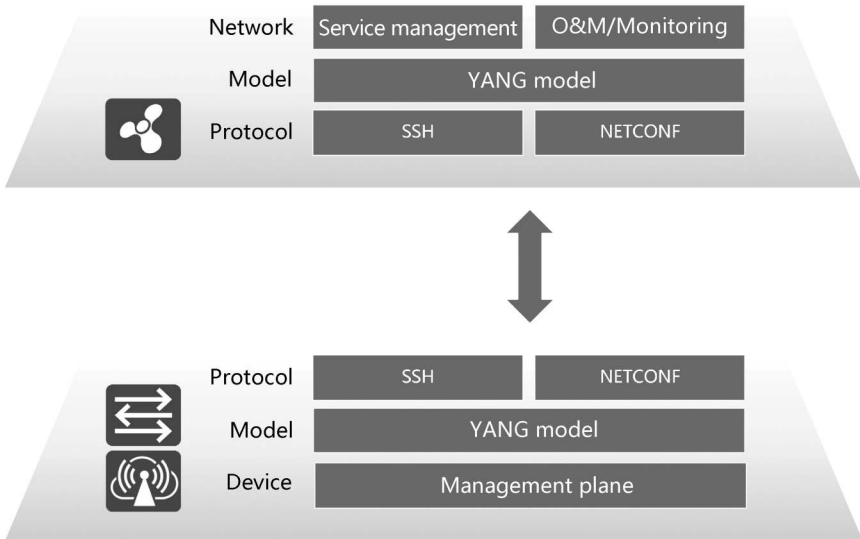 Network Service management O&M/Monitoring
Model YANG model
Protocol SSH NETCONF
Protocol SSH NETCONF
Model YANG model
Device Management plane